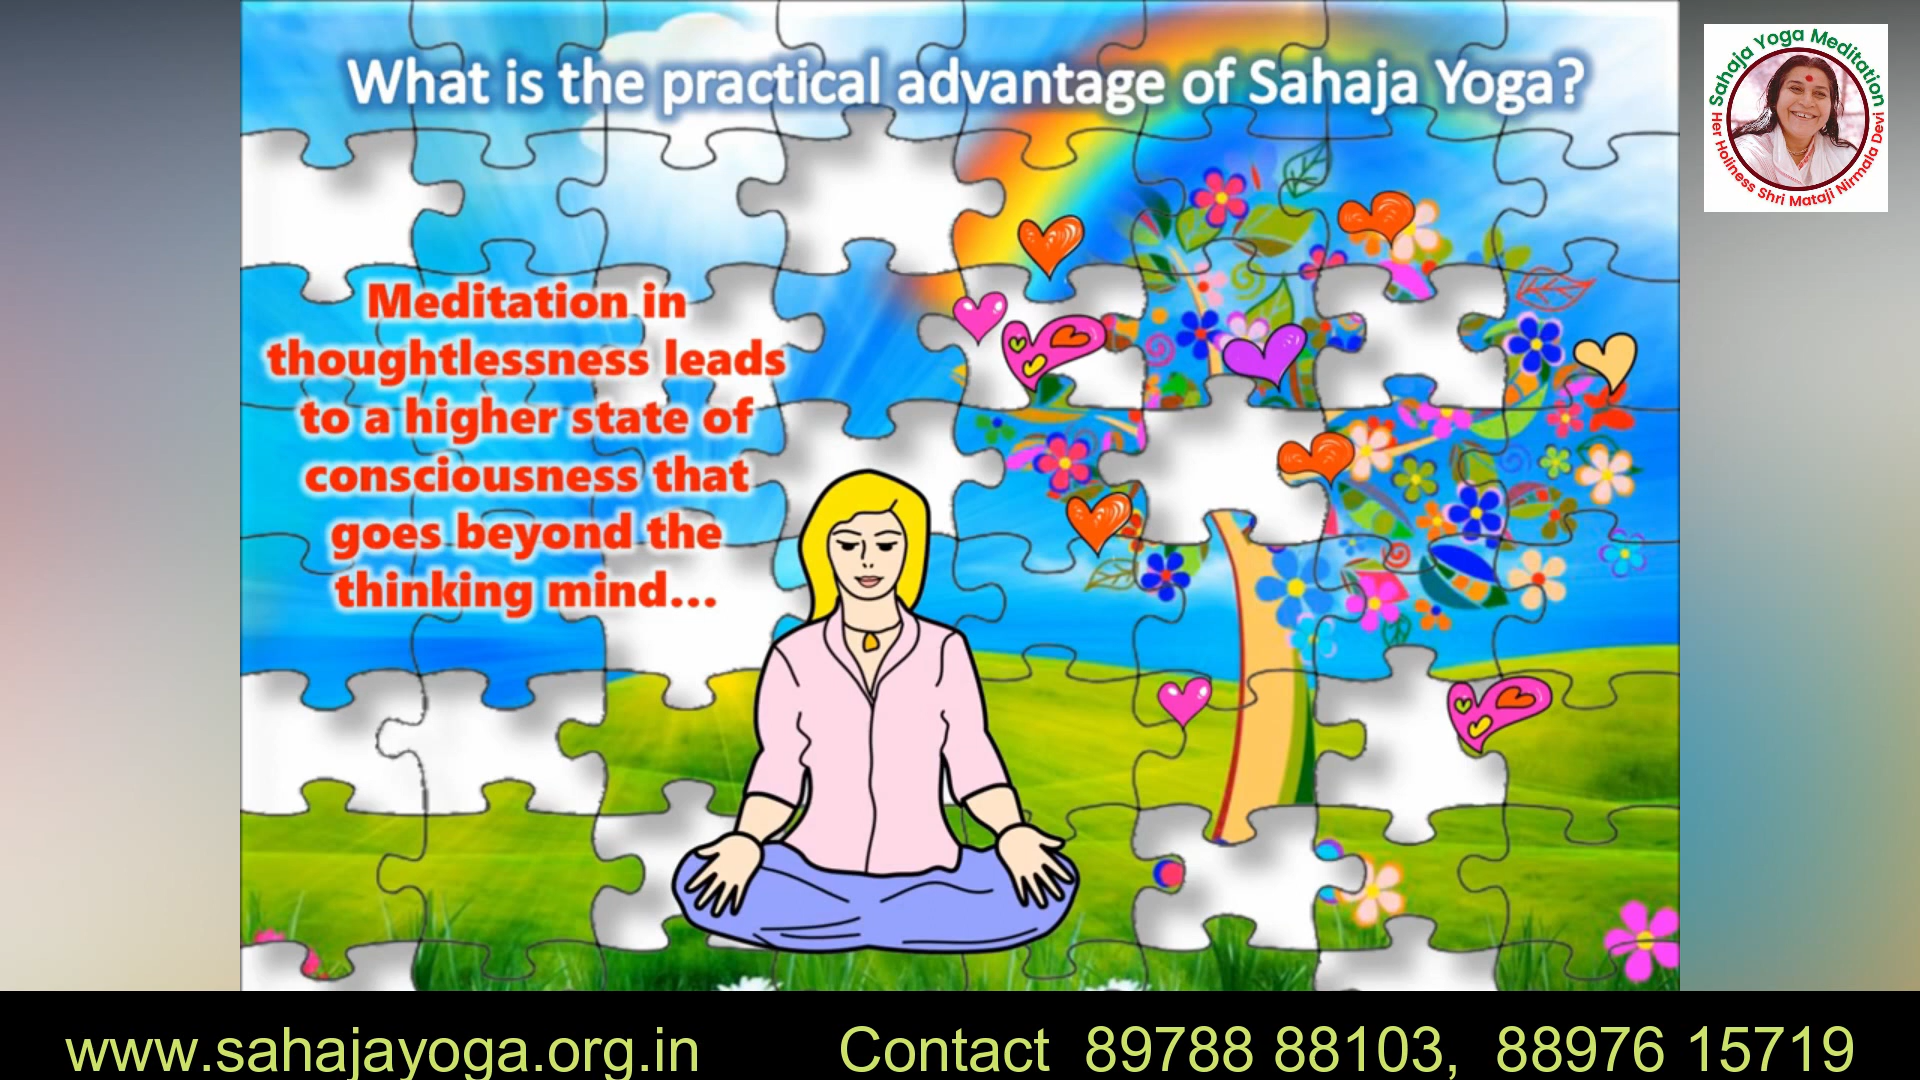 What is the practical advantage of Sahaja Yoga?
Sahaja Yoga Meditation
Her Holiness Shri Mataji Nirmala Devi
Meditation in
thoughtlessness leads
to a higher state of
consciousness that
goes beyond the
thinking mind...
www.sahajayoga.org.in
Contact 89788 88103, 88976 15719